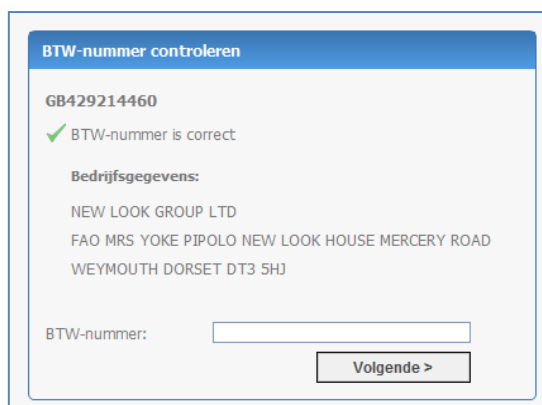 BTW-nummer controleren
GB429214460
BTW-nummer is correct
Bedrijfsgegevens:
NEW LOOK GROUP LTD
FAO MRS YOKE PIPOLO NEW LOOK HOUSE MERCERY ROAD
WEYMOUTH DORSET DT3 5HJ
BTW-nummer:
Volgende >